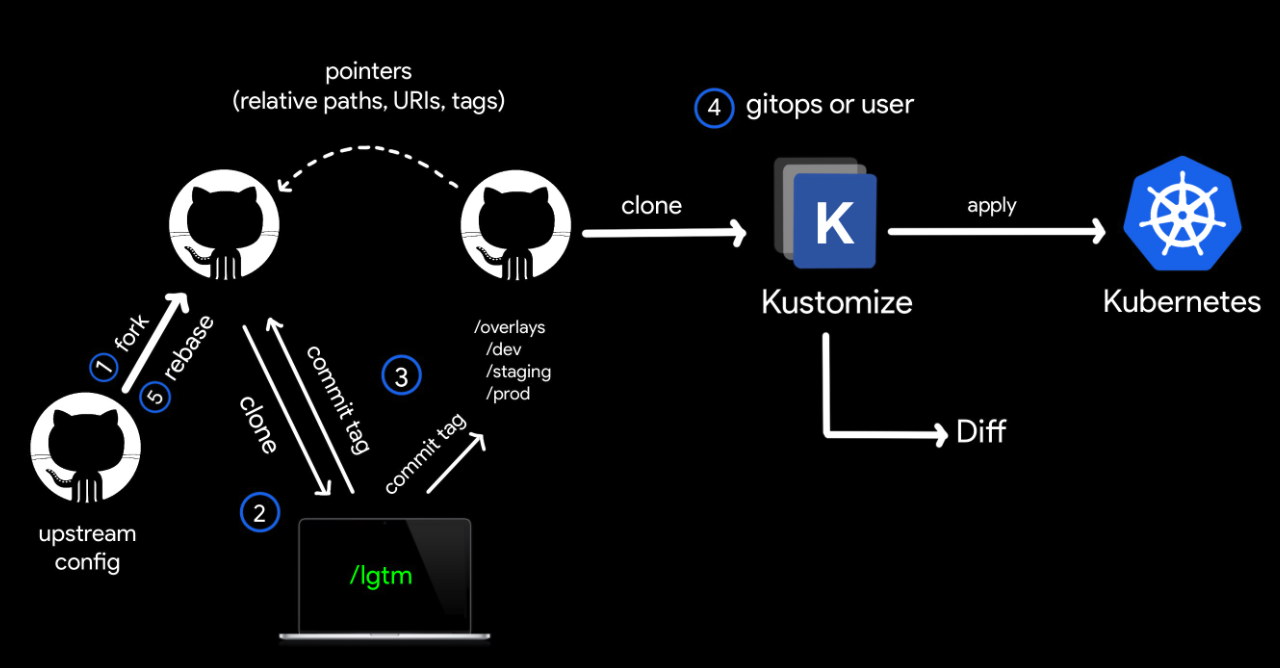 pointers
(relative paths, URIs, tags)
4
gitops or user
clone
apply
K
Kustomize
Kubernetes
1
fork
5
rebase
clone
commit tag
3
/overlays
/dev
/staging
/prod
commit tag
Diff
2
upstream
config
/lgtm